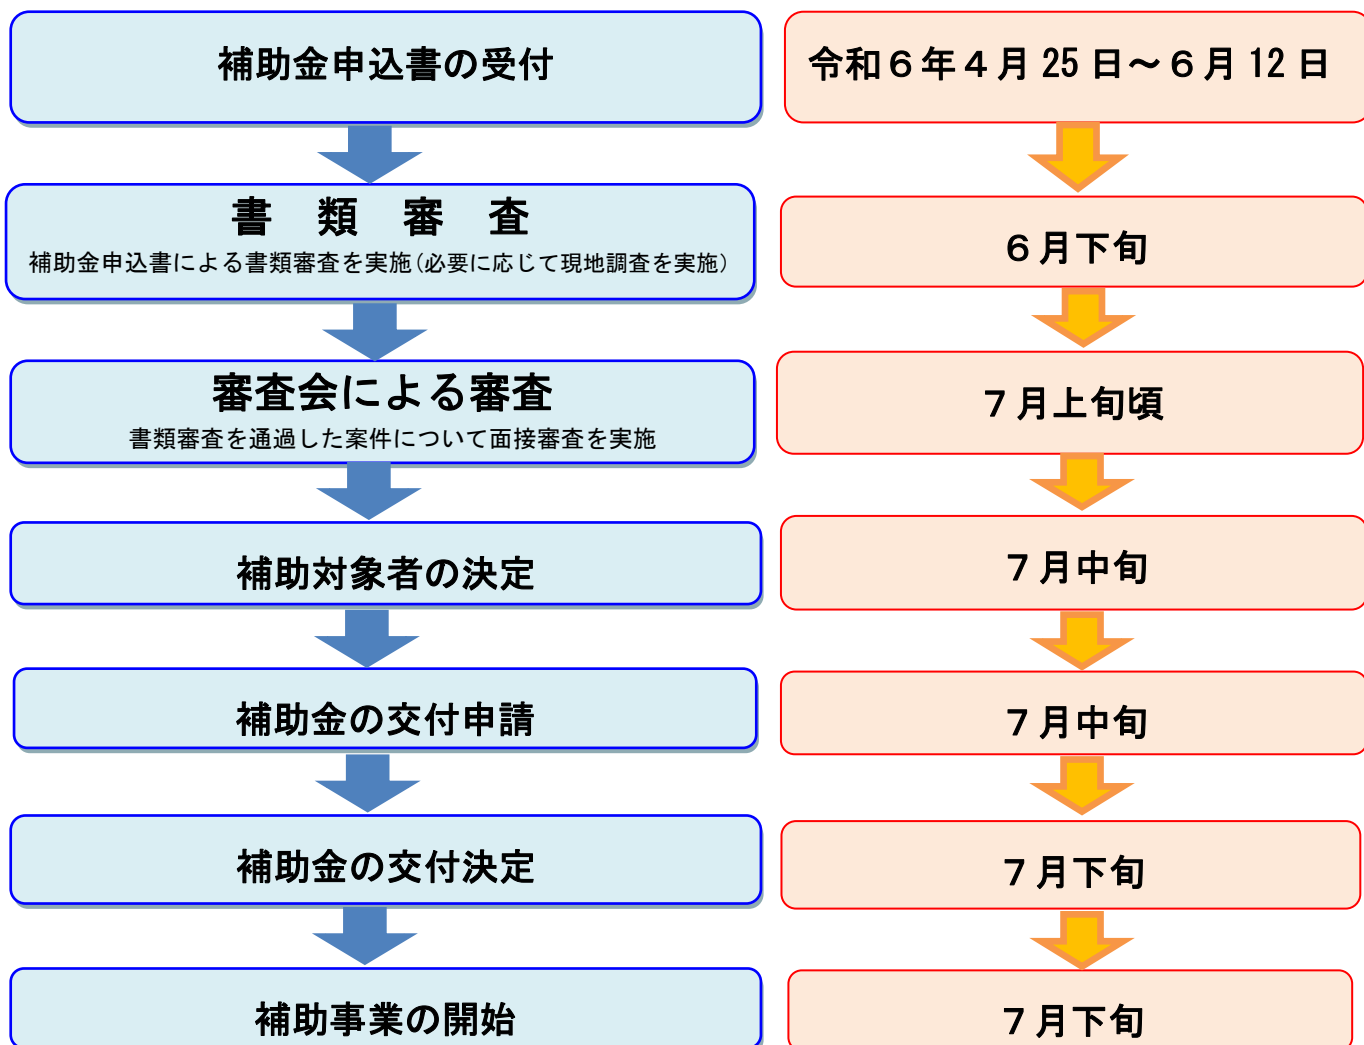 補助金申込書の受付
令和６年４月 25 日～６月 12 日
書　類　審　査
補助金申込書による書類審査を実施（必要に応じて現地調査を実施）
６月下旬
審査会による審査
書類審査を通過した案件について面接審査を実施
７月上旬頃
補助対象者の決定
７月中旬
補助金の交付申請
７月中旬
補助金の交付決定
７月下旬
補助事業の開始
７月下旬